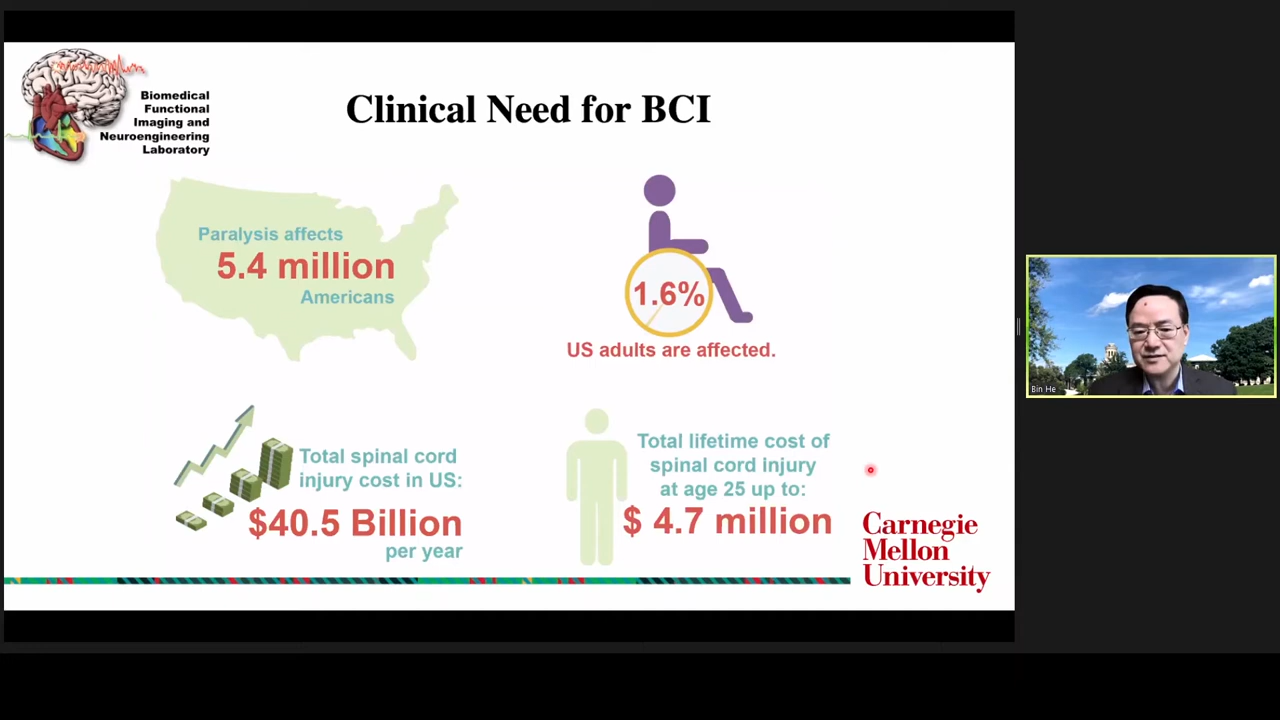 Biomedical
Functional
Imaging and
Neuroengineering
Laboratory
Clinical Need for BCI
Paralysis affects
5.4 million
Americans
1.6%
US adults are affected.
Total spinal cord
injury cost in US:
$40.5 Billion
per year
Total lifetime cost of
spinal cord injury
at age 25 up to:
$ 4.7 million
Carnegie
Mellon
University
Bin He